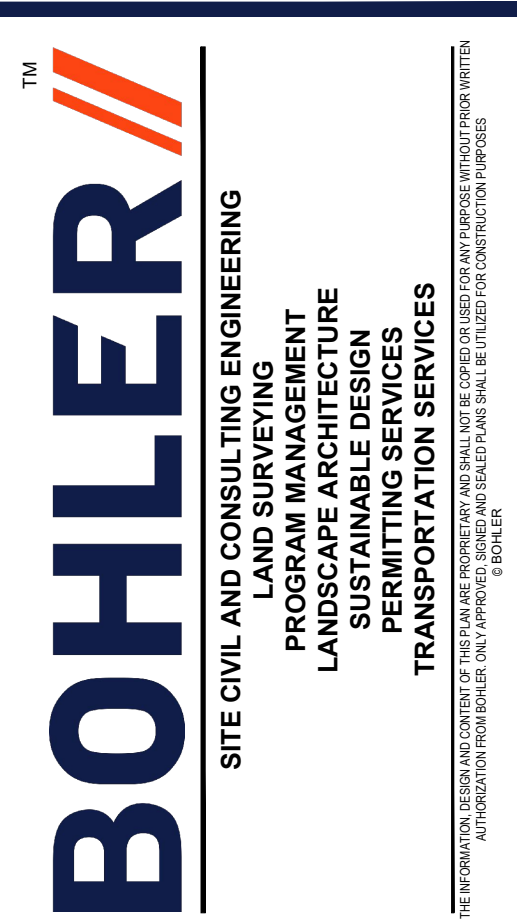 BOHLER // TM
SITE CIVIL AND CONSULTING ENGINEERING
LAND SURVEYING
PROGRAM MANAGEMENT
LANDSCAPE ARCHITECTURE
SUSTAINABLE DESIGN
PERMITTING SERVICES
TRANSPORTATION SERVICES
THE INFORMATION, DESIGN AND CONTENT OF THIS PLAN ARE PROPRIETARY AND SHALL NOT BE COPIED OR USED FOR ANY PURPOSE WITHOUT PRIOR WRITTEN
AUTHORIZATION FROM BOHLER. ONLY APPROVED, SIGNED AND SEALED PLANS SHALL BE UTILIZED FOR CONSTRUCTION PURPOSES
© BOHLER